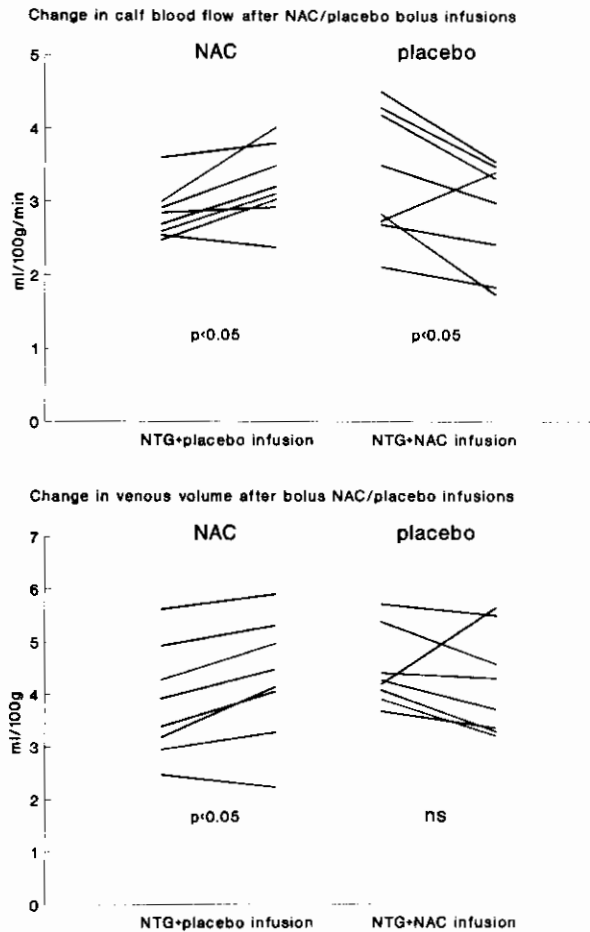 Change in calf blood flow after NAC/placebo bolus infusions
NAC placebo
5
4
3
2
1
0
ml/100g/min
p<0.05 p<0.05
NTG+placebo infusion NTG+NAC infusion
Change in venous volume after bolus NAC/placebo infusions
NAC placebo
7
6
5
4
3
2
1
0
ml/100g
p<0.05 ns
NTG+placebo infusion NTG+NAC infusion